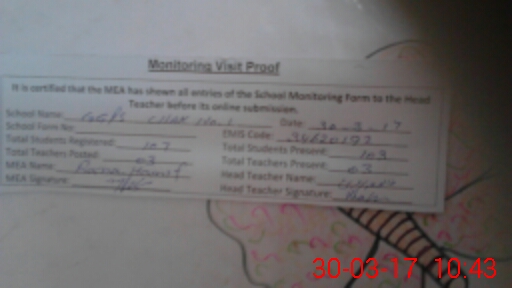 Monitoring Visit Proof
It is certified that the MEA has shown all entries of the School Monitoring Form to the Head
Teacher before its online submission.
School Name: GGPS Chak No. 1 Date: 30-3-17
School Form No: EMIS Code:
Total Students Registered: 107 Total Students Present: 103
Total Teachers Posted: 03 Total Teachers Present: 03
MEA Name: Head Teacher Name:
MEA Signature: Head Teacher Signature:
30-03-17 10.43